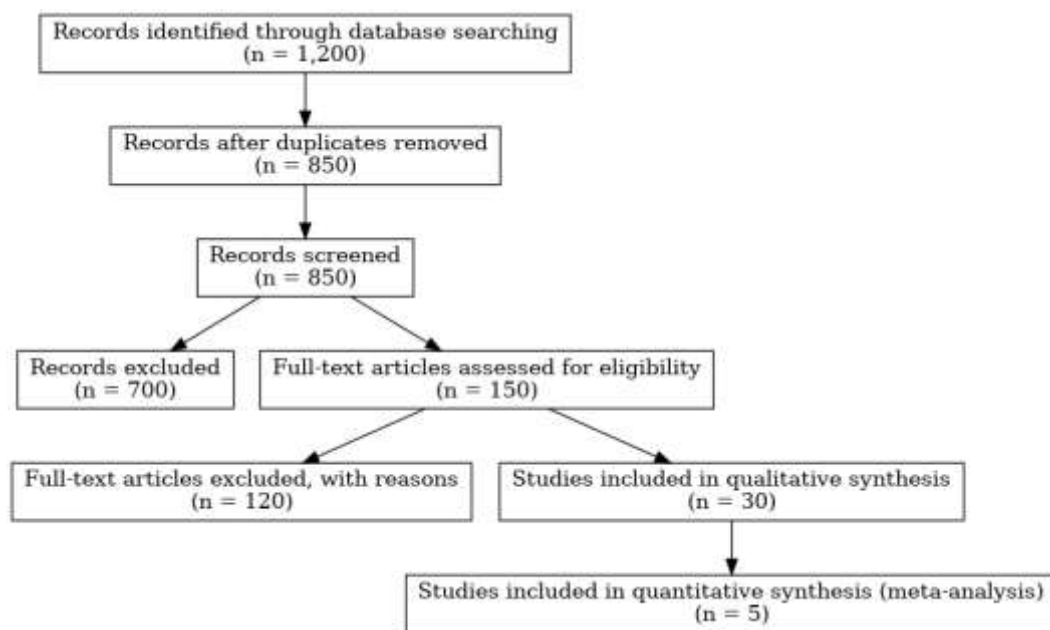 Records identified through database searching
(n = 1,200)
Records after duplicates removed
(n = 850)
Records screened
(n = 850)
Records excluded
(n = 700)
Full-text articles assessed for eligibility
(n = 150)
Full-text articles excluded, with reasons
(n = 120)
Studies included in qualitative synthesis
(n = 30)
Studies included in quantitative synthesis (meta-analysis)
(n = 5)